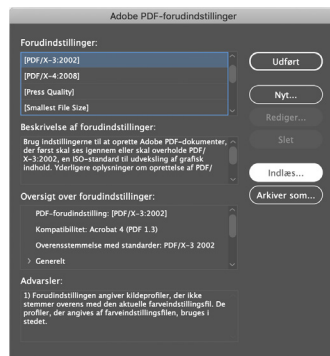 Adobe PDF-forudindstillinger
Forudindstillinger:
[PDF/X-3:2002]
[PDF/X-4:2008]
[Press Quality]
[Smallest File Size]
Udført
Nyt...
Rediger...
Slet
Indlæs...
Arkiver som...
Beskrivelse af forudindstillinger:
Brug indstillingerne til at oprette Adobe PDF-dokumenter,
der først skal ses igennem eller skal overholde PDF/
X-3:2002, en ISO-standard til udveksling af grafisk
indhold. Yderligere oplysninger om oprettelse af PDF/
Oversigt over forudindstillinger:
PDF-forudindstilling: [PDF/X-3:2002]
Kompatibilitet: Acrobat 4 (PDF 1.3)
Overensstemmelse med standarder: PDF/X-3 2002
> Generelt
Advarsler:
1) Forudindstillingen angiver kildeprofiler, der ikke
stemmer overens med den aktuelle farveindstillingsfil. De
profiler, der angives af farveindstillingsfilen, bruges i
stedet.